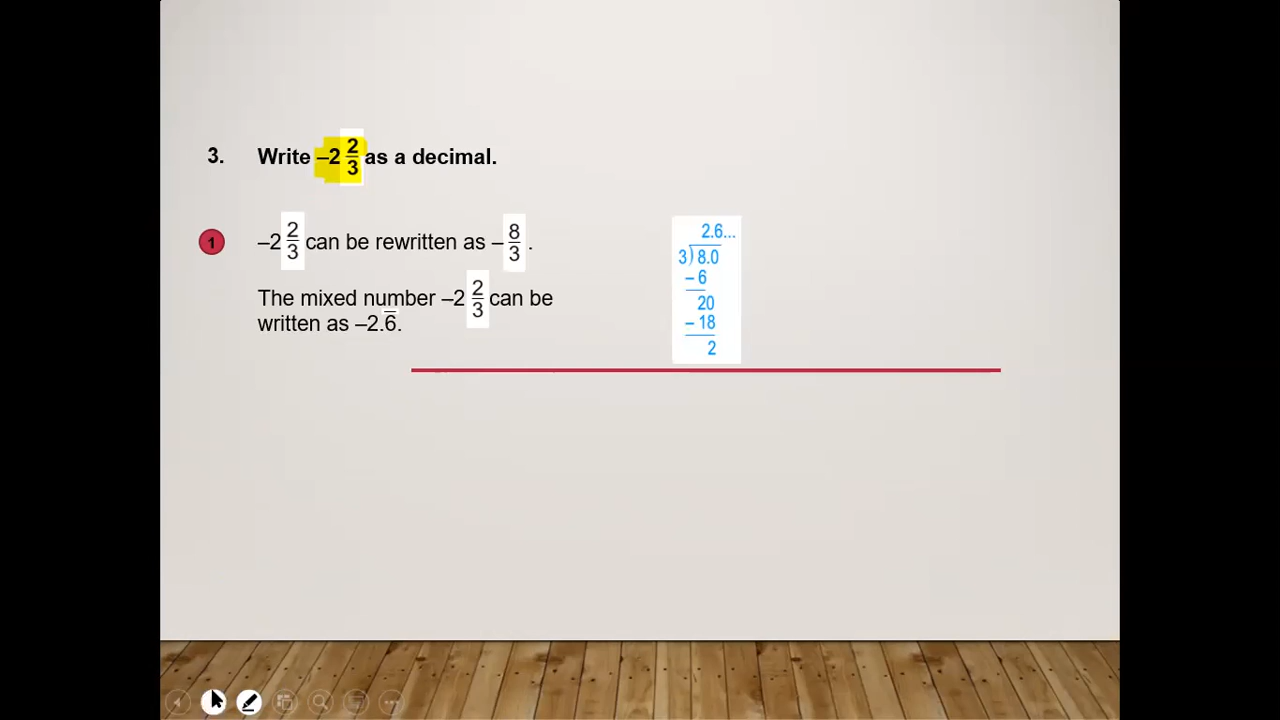 3. Write –2 2/3 as a decimal.
1 –2 2/3 can be rewritten as – 8/3 .
The mixed number –2 2/3 can be
written as –2.6̅.
2.6...
3)8.0
– 6
20
– 18
2